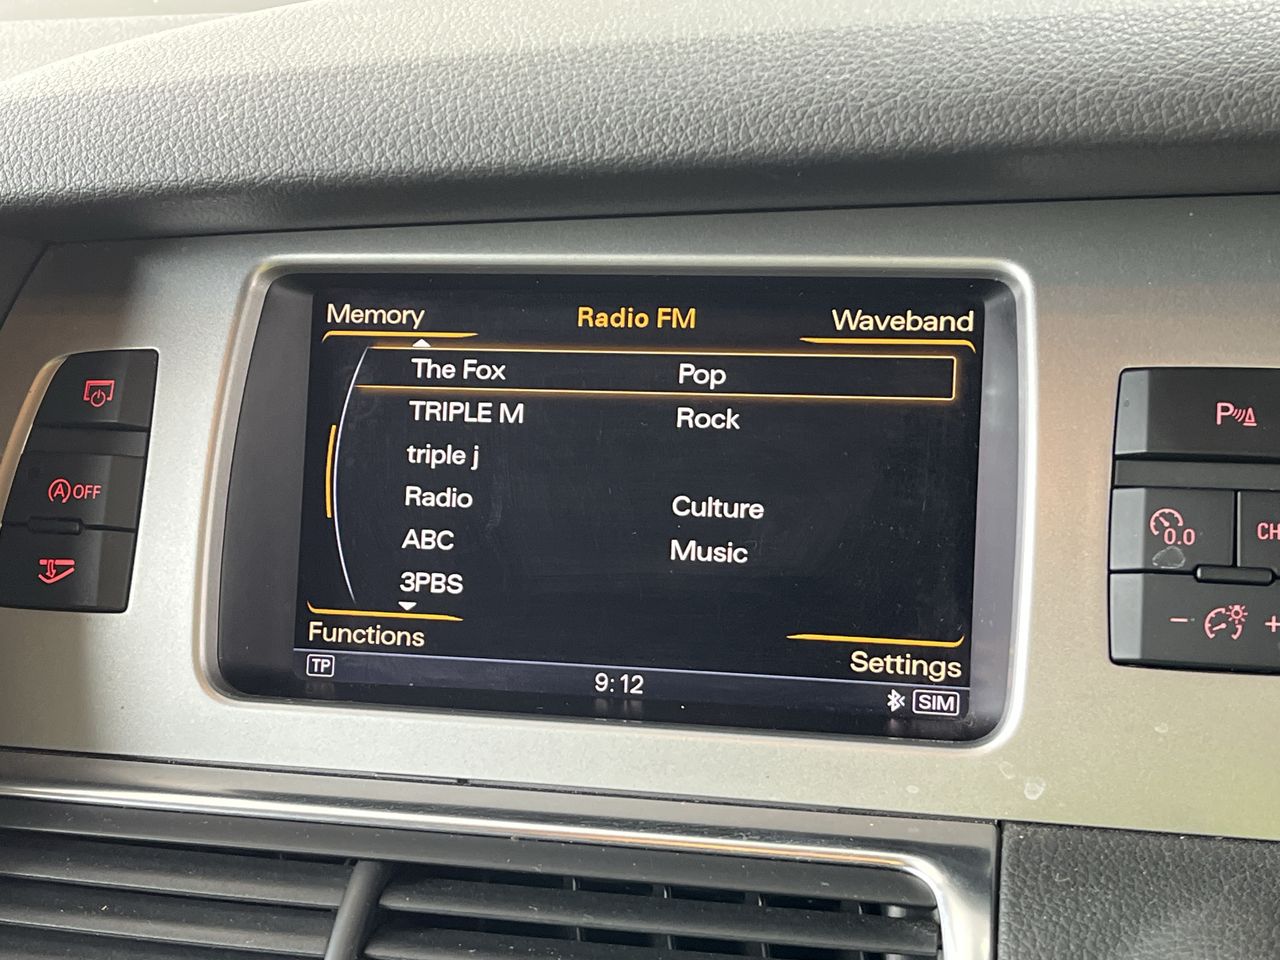 Memory Radio FM Waveband
The Fox Pop
TRIPLE M Rock
triple j
Radio Culture
ABC Music
3PBS
Functions Settings
TP 9:12 SIM
A OFF
P
0.0 CH
- +